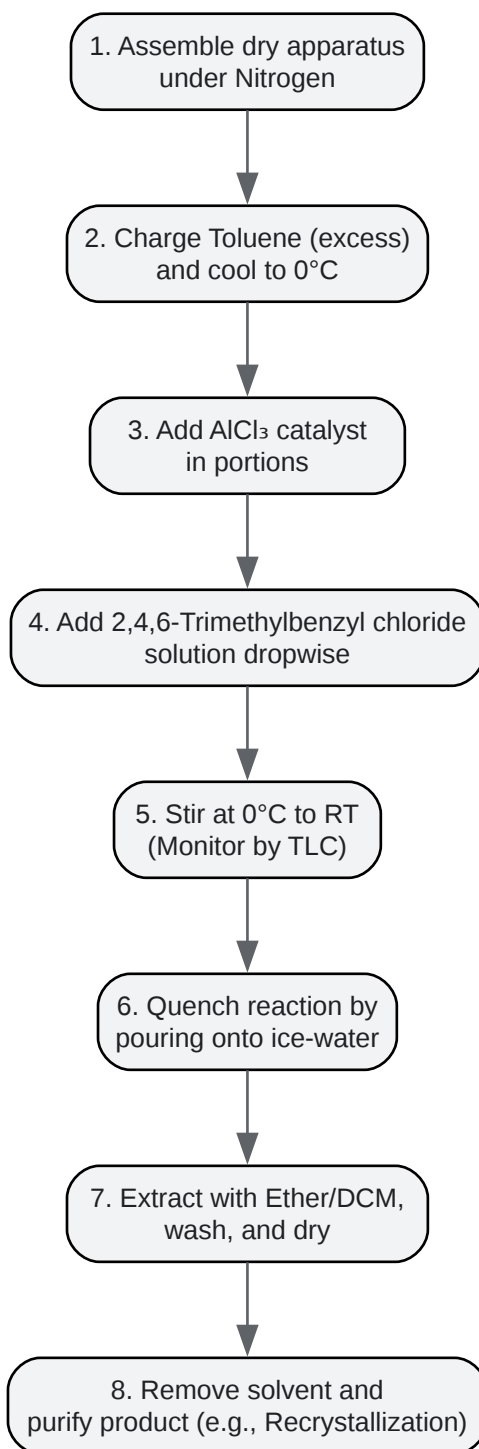 1. Assemble dry apparatus
under Nitrogen
2. Charge Toluene (excess)
and cool to 0°C
3. Add AlCl₃ catalyst
in portions
4. Add 2,4,6-Trimethylbenzyl chloride
solution dropwise
5. Stir at 0°C to RT
(Monitor by TLC)
6. Quench reaction by
pouring onto ice-water
7. Extract with Ether/DCM,
wash, and dry
8. Remove solvent and
purify product (e.g., Recrystallization)